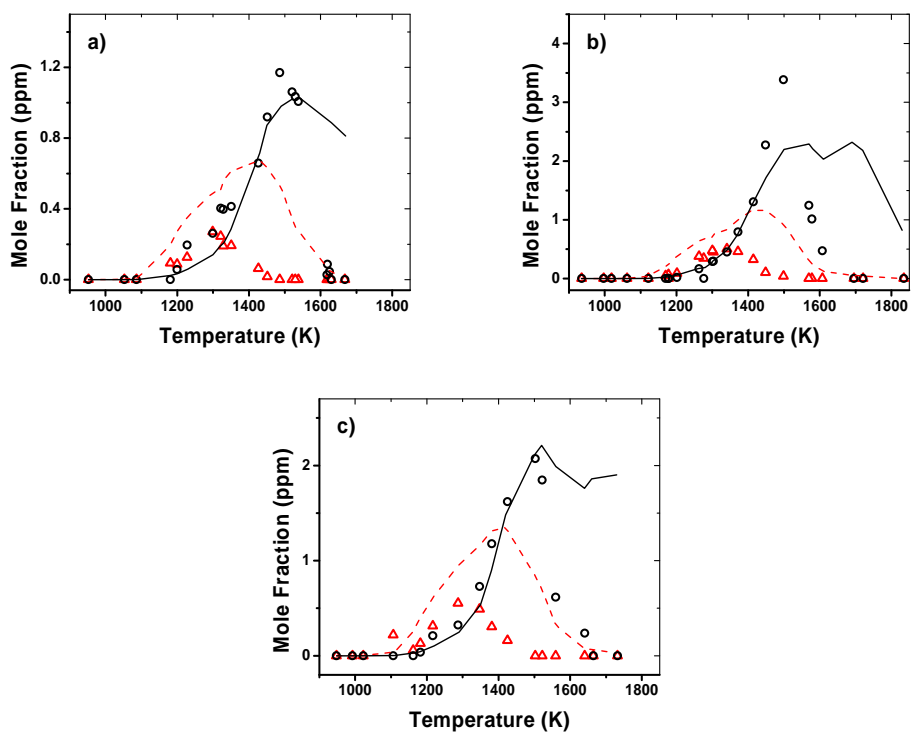 a)
Mole Fraction (ppm)
1.2
0.8
0.4
0.0
1000 1200 1400 1600 1800
Temperature (K)
b)
Mole Fraction (ppm)
4
3
2
1
0
1000 1200 1400 1600 1800
Temperature (K)
c)
Mole Fraction (ppm)
2
1
0
1000 1200 1400 1600 1800
Temperature (K)